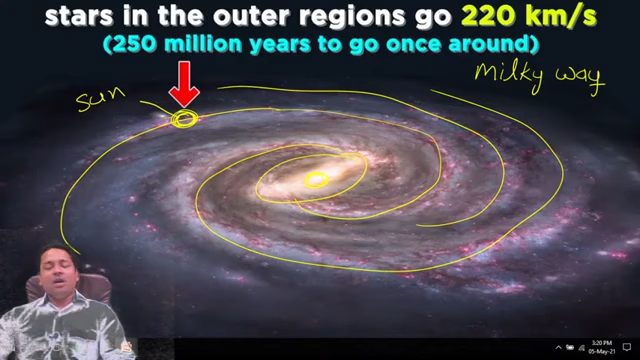 stars in the outer regions go 220 km/s
(250 million years to go once around)
milky way
sun
3:20 PM
05-May-21